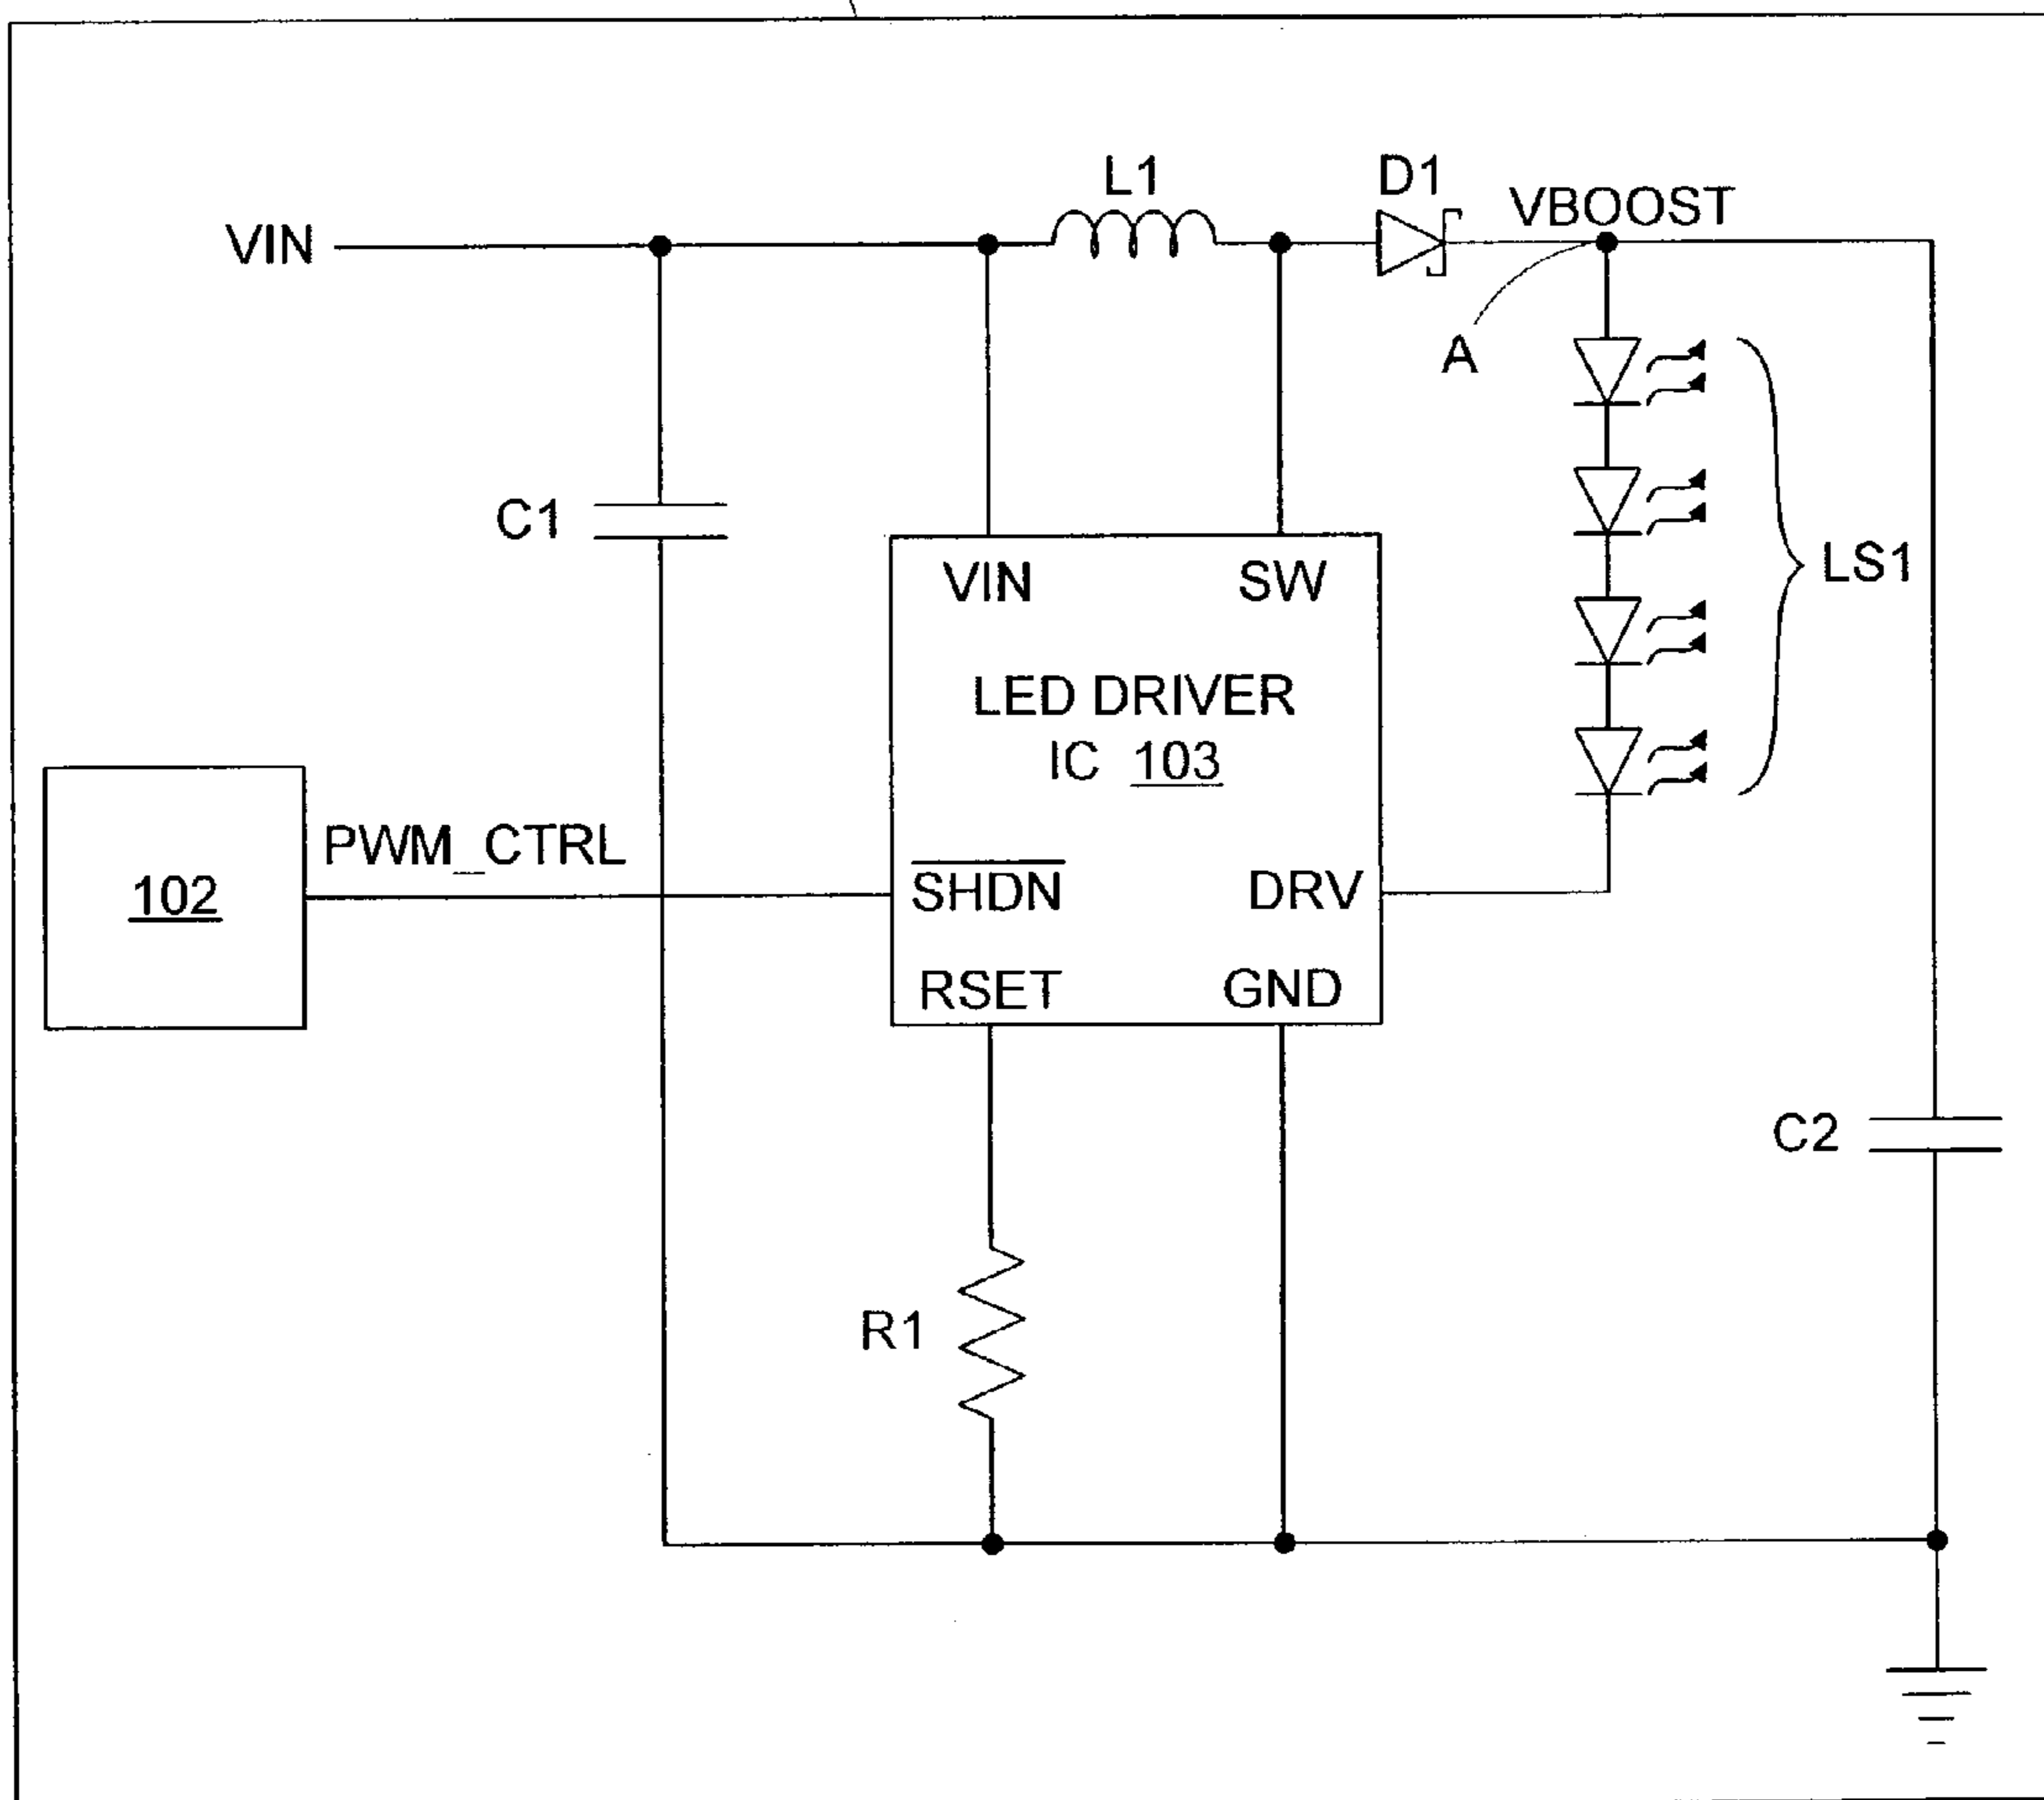 L1
D1
VBOOST
VIN
A
C1
VIN
SW
LS1
LED DRIVER
IC 103
PWM_CTRL
102
SHDN
DRV
RSET
GND
C2
R1